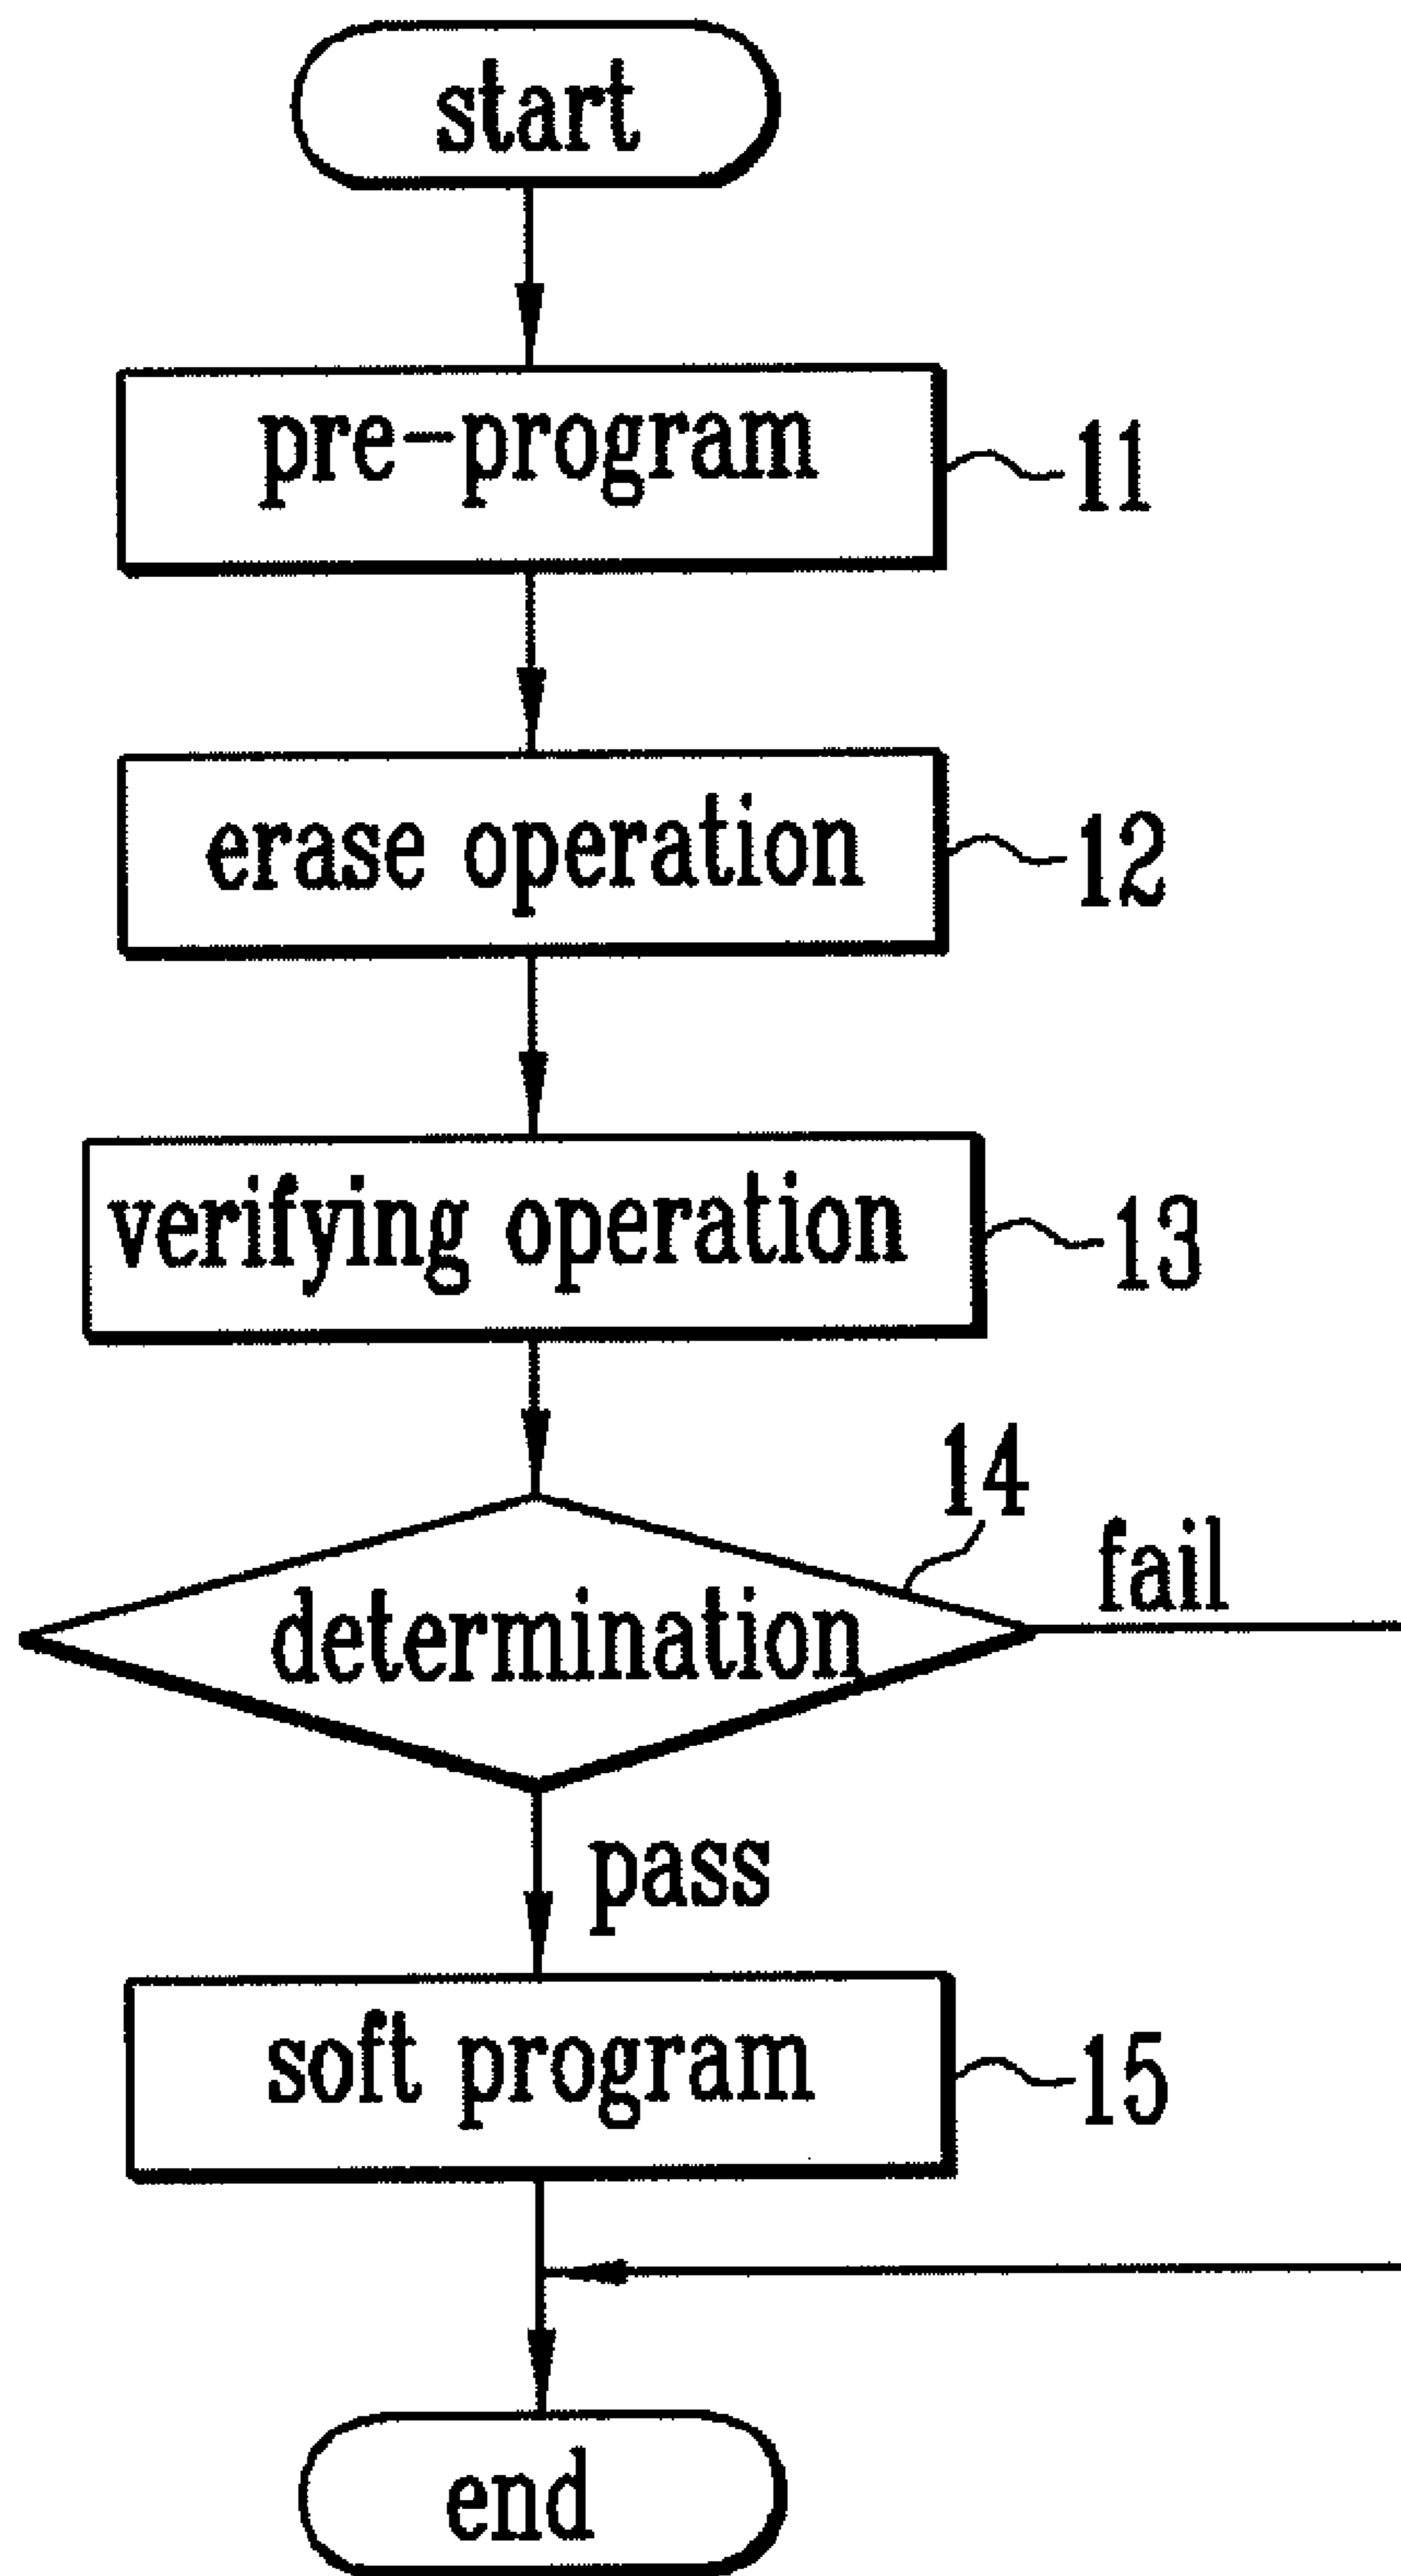 start
pre-program
11
erase operation
12
verifying operation
13
14
fail
determination
pass
soft program
15
end